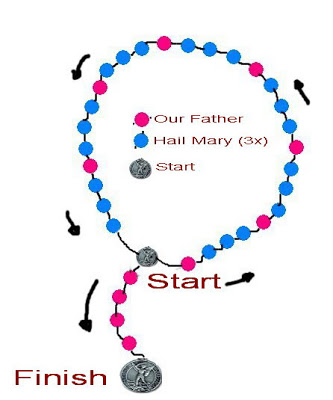 Our Father
Hail Mary (3x)
Start
Start
Finish